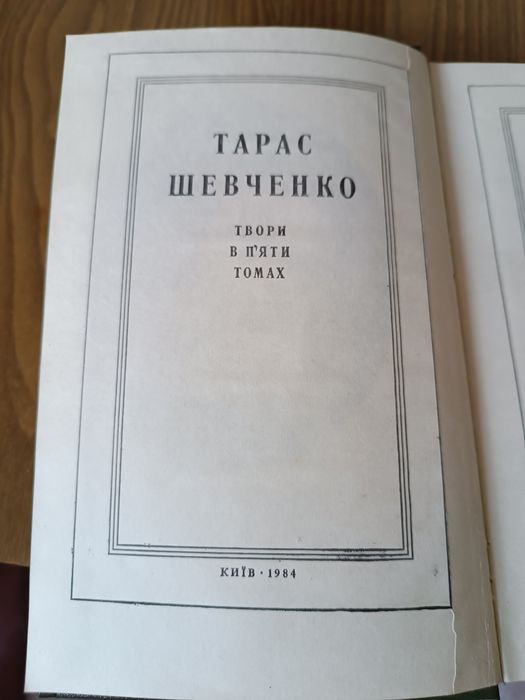 ТАРАС
ШЕВЧЕНКО
ТВОРИ
В П'ЯТИ
ТОМАХ
КИЇВ · 1984